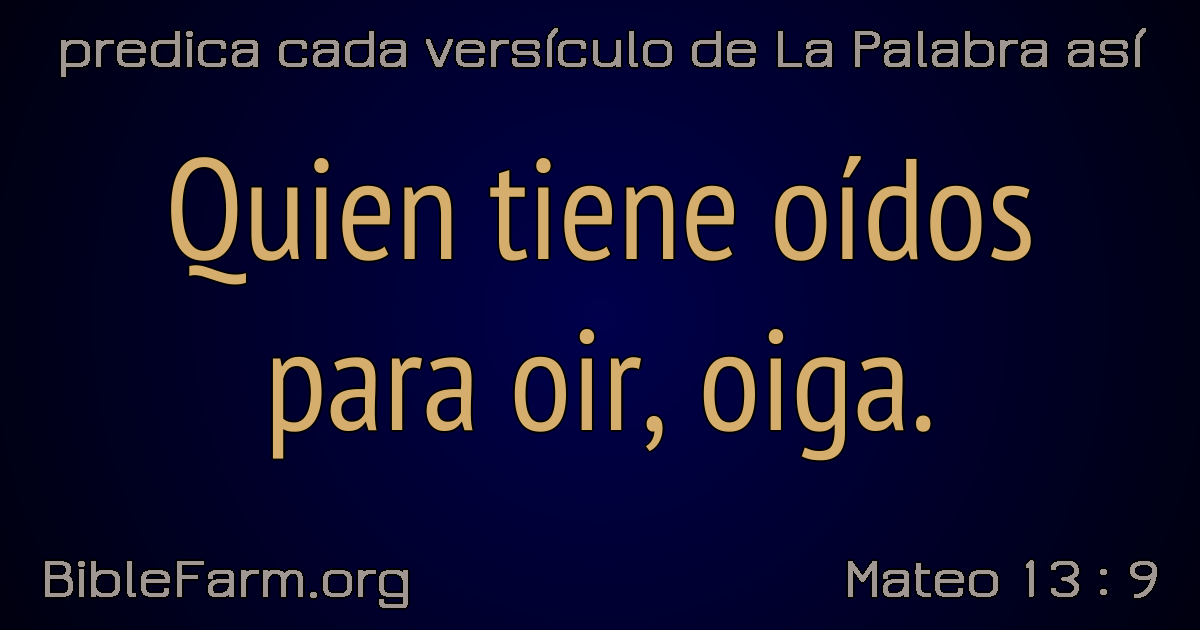 predica cada versículo de La Palabra así
Quien tiene oídos
para oir, oiga.
BibleFarm.org
Mateo 13 : 9